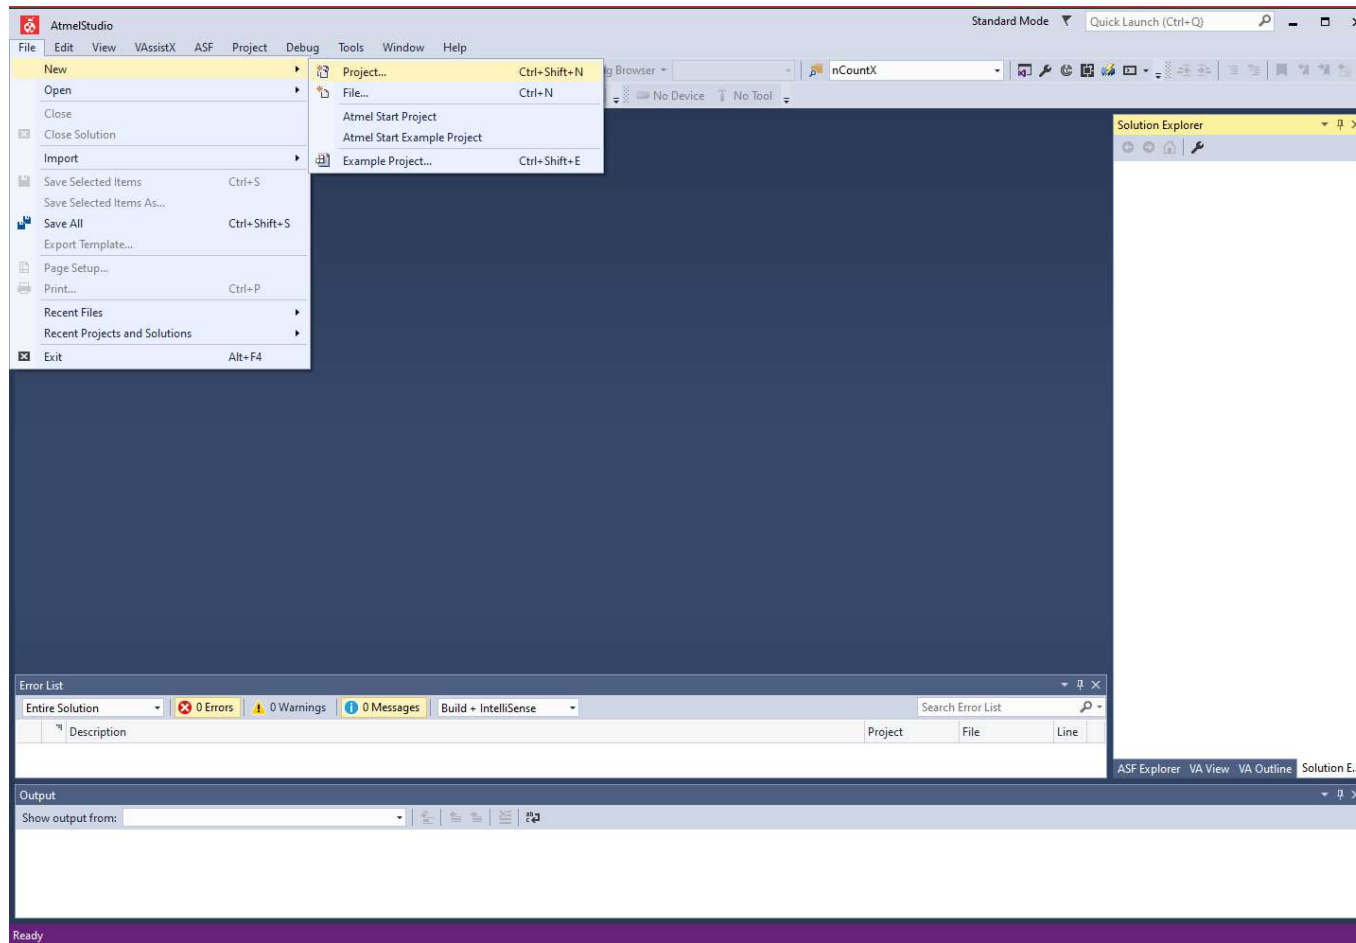 AtmelStudio
Standard Mode
Quick Launch (Ctrl+Q)
File Edit View VAssistX ASF Project Debug Tools Window Help
New
Project... Ctrl+Shift+N
g Browser
nCountX
Open
File... Ctrl+N
No Device No Tool
Close
Atmel Start Project
Solution Explorer
Close Solution
Atmel Start Example Project
Import
Example Project... Ctrl+Shift+E
Save Selected Items Ctrl+S
Save Selected Items As...
Save All Ctrl+Shift+S
Export Template...
Page Setup...
Print... Ctrl+P
Recent Files
Recent Projects and Solutions
Exit Alt+F4
Error List
Entire Solution 0 Errors 0 Warnings 0 Messages Build + IntelliSense Search Error List
Description Project File Line
ASF Explorer VA View VA Outline Solution E...
Output
Show output from:
Ready